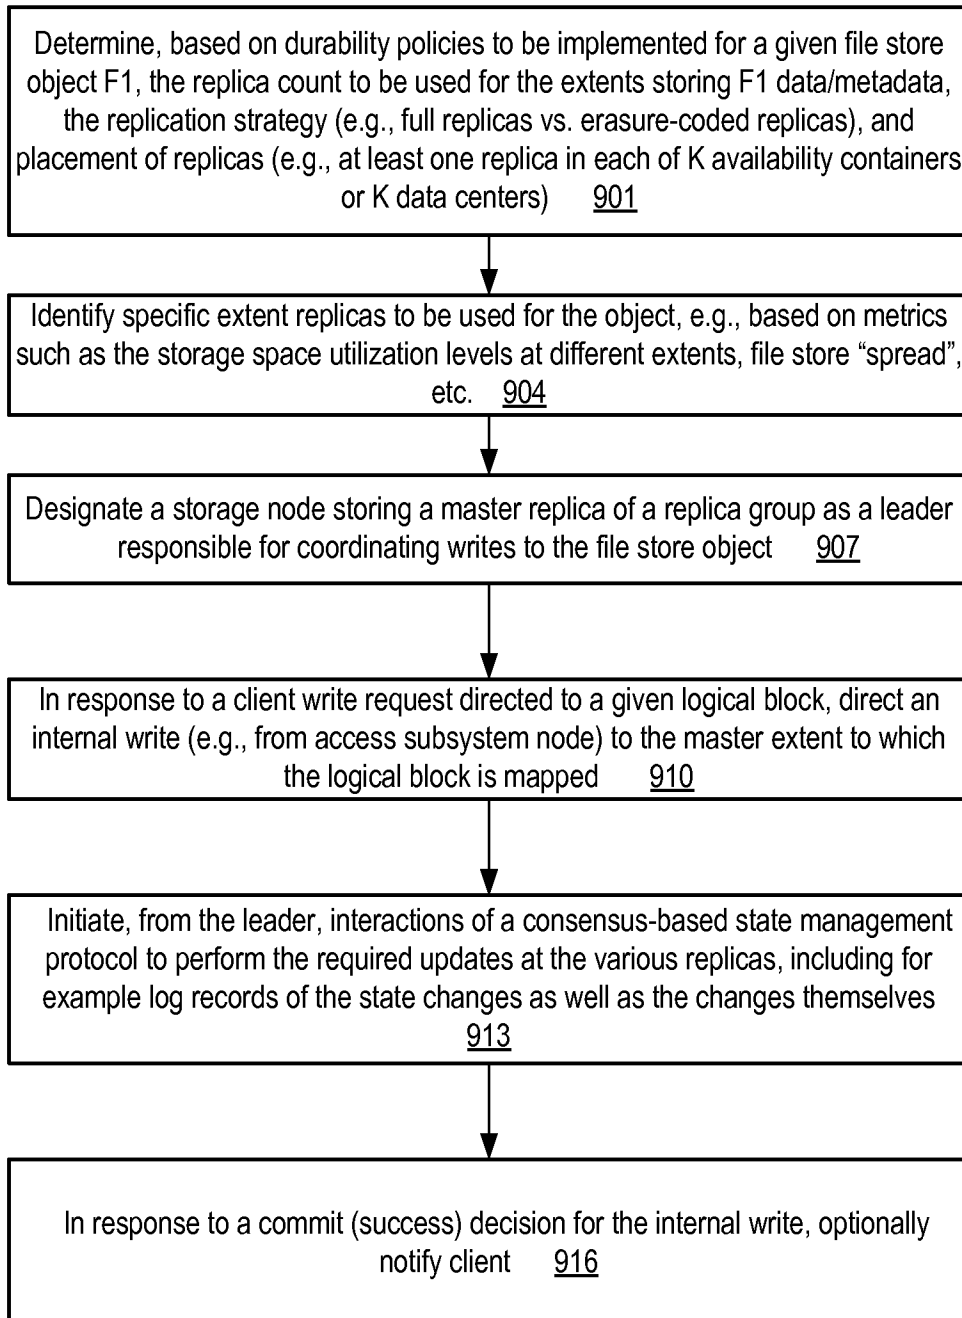 Determine, based on durability policies to be implemented for a given file store
object F1, the replica count to be used for the extents storing F1 data/metadata,
the replication strategy (e.g., full replicas vs. erasure-coded replicas), and
placement of replicas (e.g., at least one replica in each of K availability containers
or K data centers) 901
Identify specific extent replicas to be used for the object, e.g., based on metrics
such as the storage space utilization levels at different extents, file store “spread”,
etc. 904
Designate a storage node storing a master replica of a replica group as a leader
responsible for coordinating writes to the file store object 907
In response to a client write request directed to a given logical block, direct an
internal write (e.g., from access subsystem node) to the master extent to which
the logical block is mapped 910
Initiate, from the leader, interactions of a consensus-based state management
protocol to perform the required updates at the various replicas, including for
example log records of the state changes as well as the changes themselves
913
In response to a commit (success) decision for the internal write, optionally
notify client 916